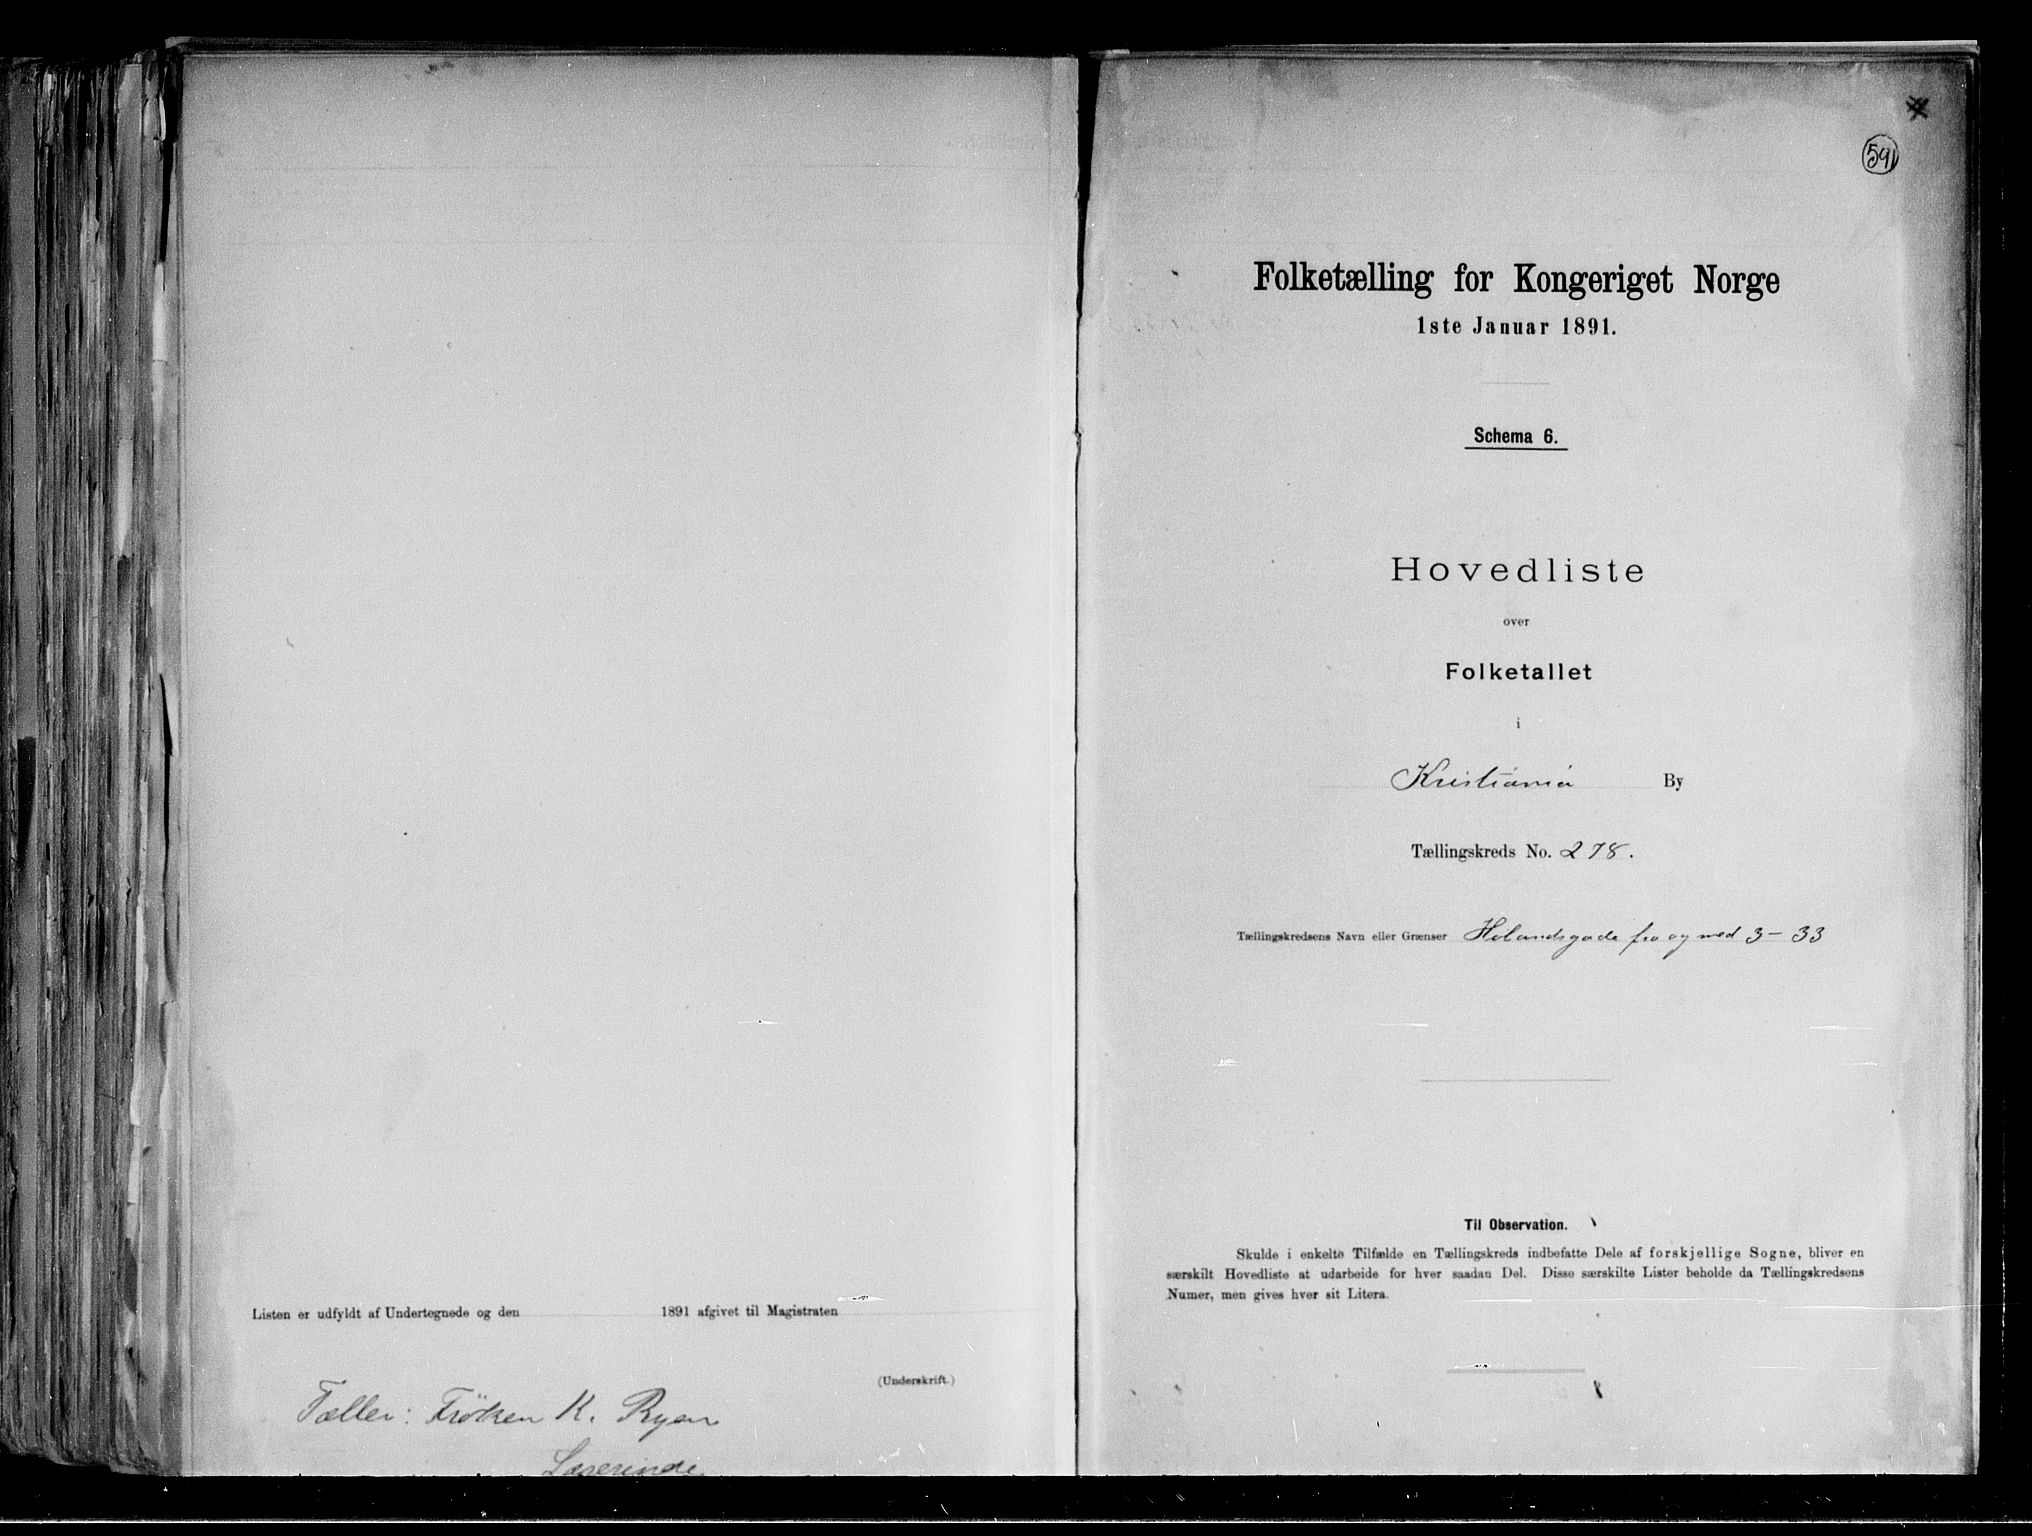 Listen er udfyldt af Undertegnede og den 1891 afgivet til Magistraten
(Underskrift.)
Tæller: Frøken K. Ryen
Lærerinde
591
Folketælling for Kongeriget Norge
1ste Januar 1891.
Schema 6.
Hovedliste
over
Folketallet
i
Kristiania By
Tællingskreds No. 278.
Tællingskredsens Navn eller Grænser Holandsgade fra og med 3 - 33
Til Observation.
Skulde i enkelte Tilfælde en Tællingskreds indbefatte Dele af forskjellige Sogne, bliver en
særskilt Hovedliste at udarbeide for hver saadan Del. Disse særskilte Lister beholde da Tællingskredsens
Numer, men gives hver sit Litera.